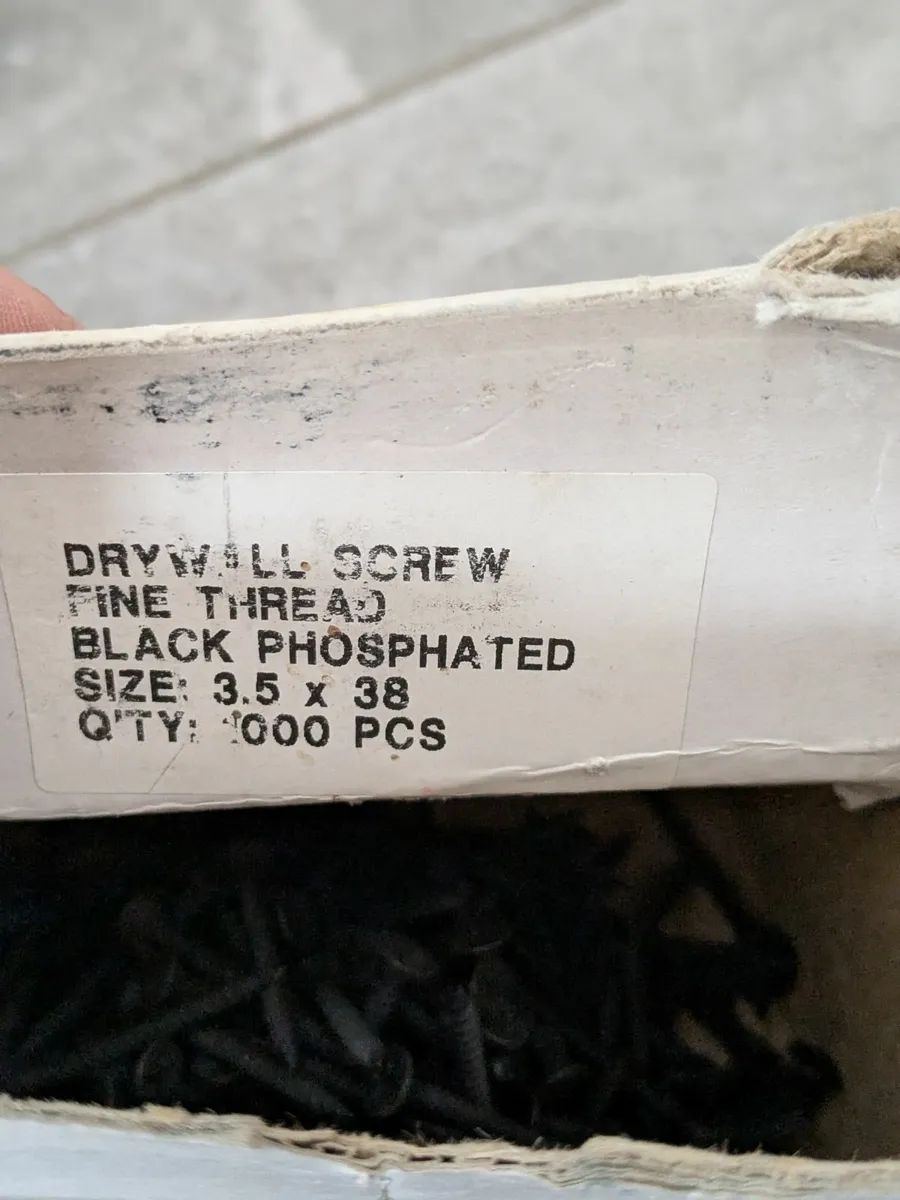 DRYWALL SCREW
FINE THREAD
BLACK PHOSPHATED
SIZE: 3.5 x 38
Q'TY: 1000 PCS